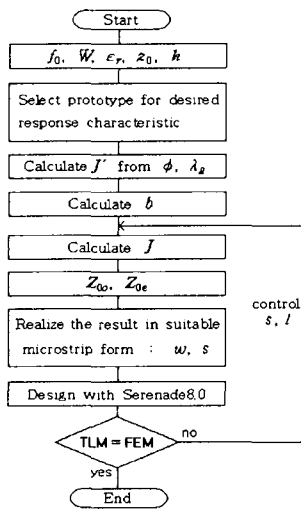 Start
f₀, W, εᵣ, z₀, h
Select prototype for desired
response characteristic
Calculate J′ from ϕ, λg
Calculate b
Calculate J
Z₀ₒ, Z₀ₑ
control
s, l
Realize the result in suitable
microstrip form : w, s
Design with Serenade8.0
TLM = FEM
no
yes
End